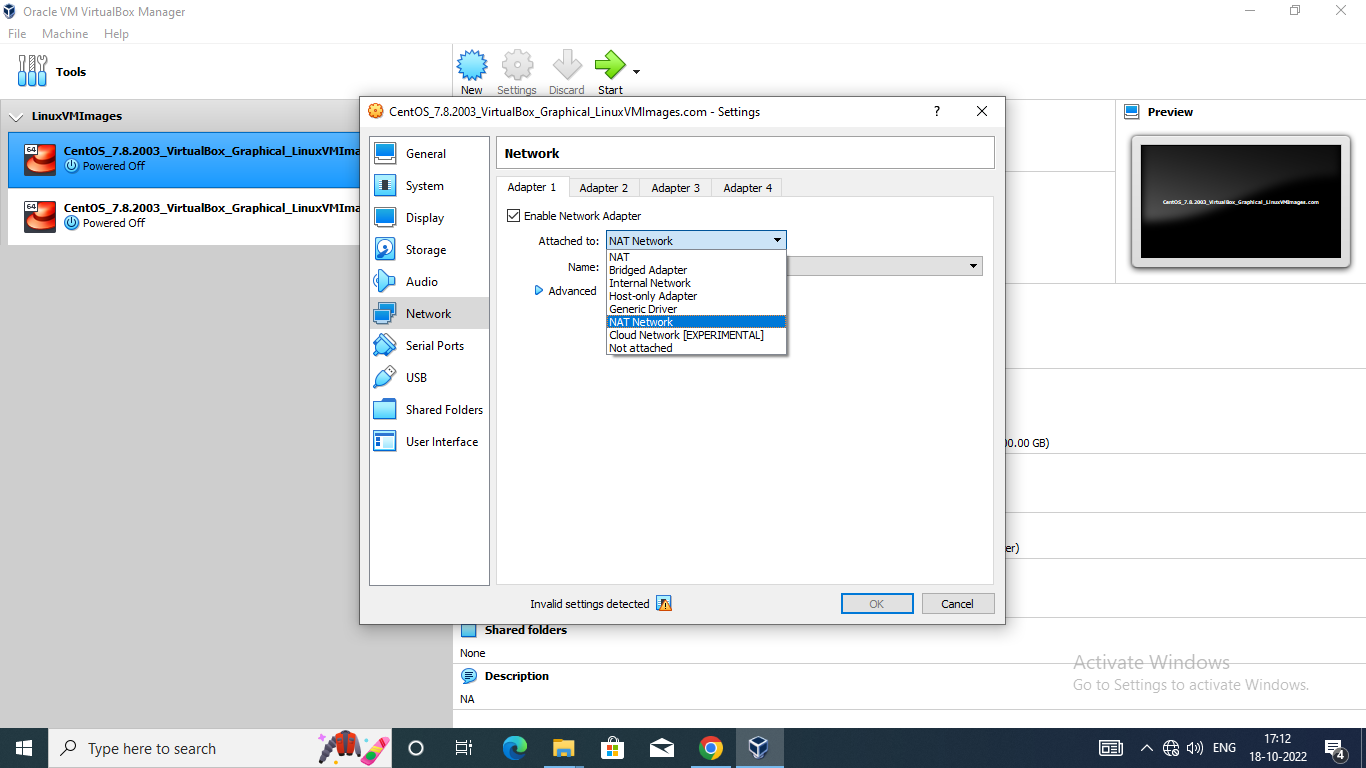 Oracle VM VirtualBox Manager
File Machine Help
Tools
New Settings Discard Start
LinuxVMImages
64
CentOS_7.8.2003_VirtualBox_Graphical_LinuxVMIma
Powered Off
64
CentOS_7.8.2003_VirtualBox_Graphical_LinuxVMIma
Powered Off
CentOS_7.8.2003_VirtualBox_Graphical_LinuxVMImages.com - Settings
?
General
System
Display
Storage
Audio
Network
Serial Ports
USB
Shared Folders
User Interface
Network
Adapter 1 Adapter 2 Adapter 3 Adapter 4
Enable Network Adapter
Attached to: NAT Network
Name:
Advanced
NAT
Bridged Adapter
Internal Network
Host-only Adapter
Generic Driver
NAT Network
Cloud Network [EXPERIMENTAL]
Not attached
Invalid settings detected
OK Cancel
Preview
CentOS_7.8.2003_VirtualBox_Graphical_LinuxVMImages.com
00.00 GB)
er)
Shared folders
None
Description
NA
Activate Windows
Go to Settings to activate Windows.
Type here to search
ENG
17:12
18-10-2022
4